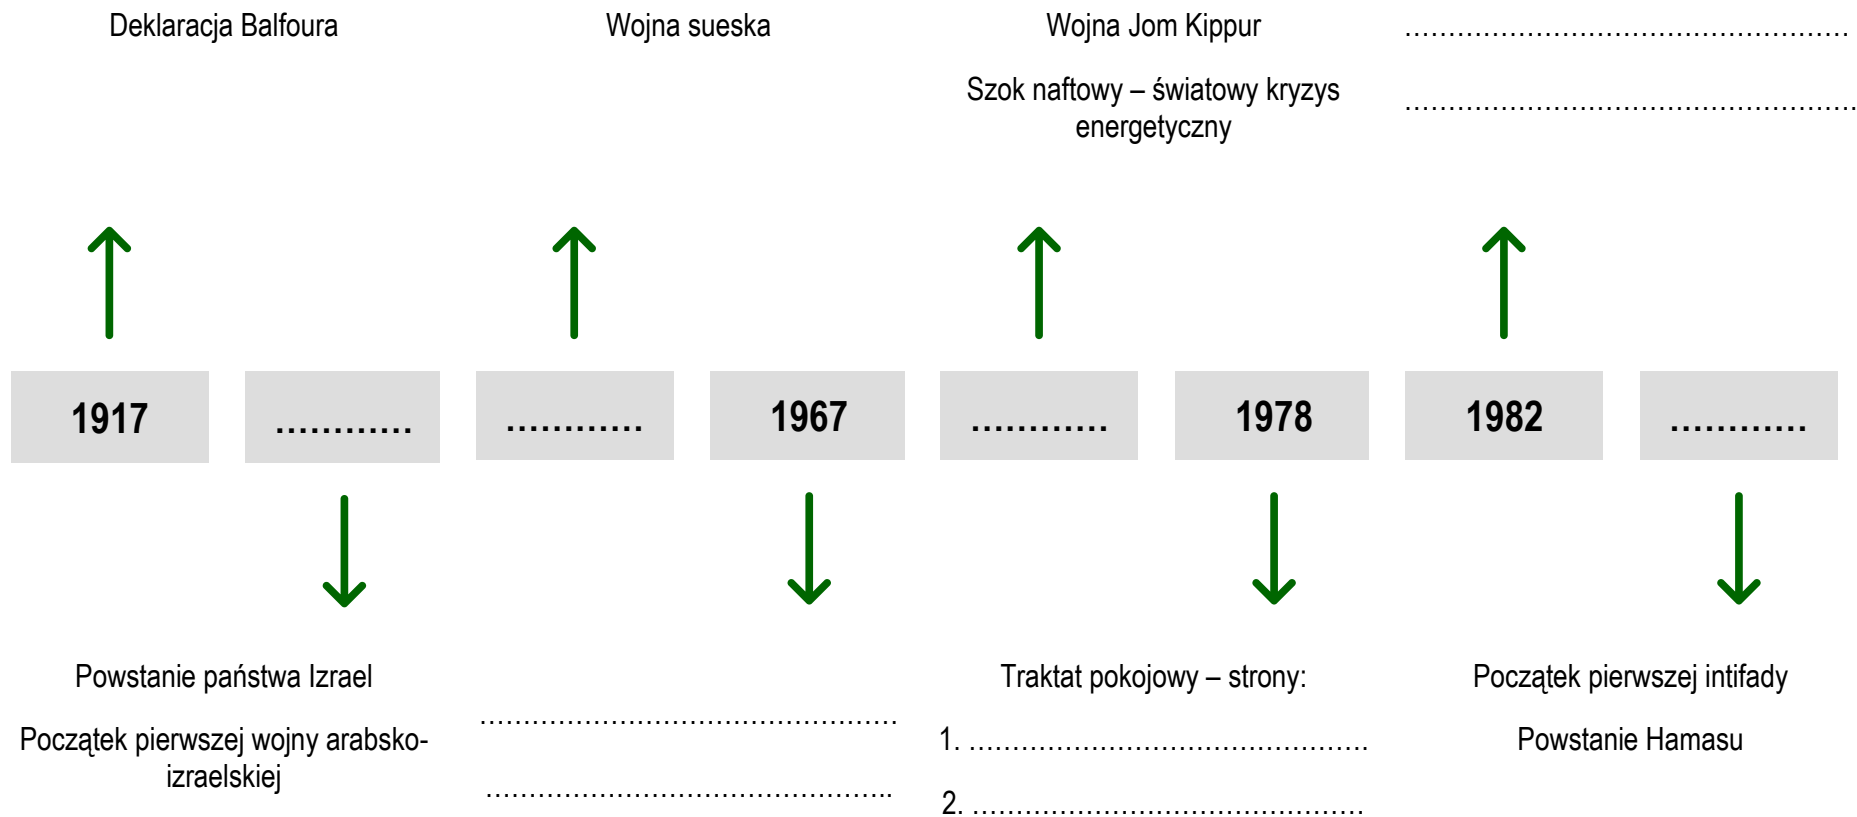 Deklaracja Balfoura
Wojna sueska
Wojna Jom Kippur
Szok naftowy – światowy kryzys
energetyczny
……………………………………………
…………………………………………….
1917
…………
…………
1967
…………
1978
1982
…………
Powstanie państwa Izrael
Początek pierwszej wojny arabsko-
izraelskiej
…………………………………………
………………………………………..
Traktat pokojowy – strony:
1. ……………………………………….
2. ………………………………………
Początek pierwszej intifady
Powstanie Hamasu